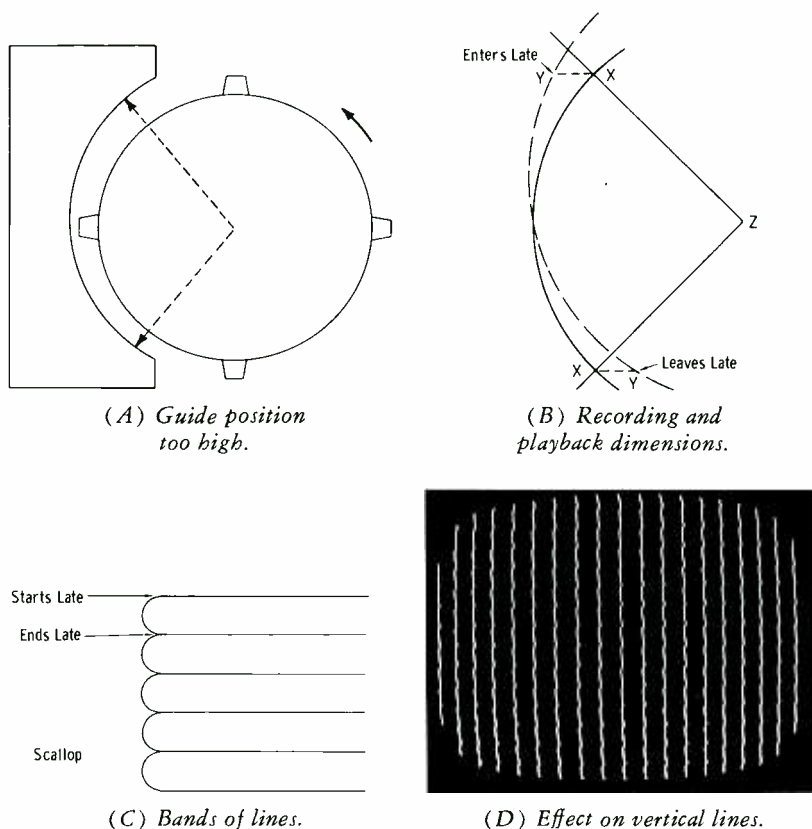 Enters Late
Y
X
Z
X
Y
Leaves Late
(A) Guide position
too high.
(B) Recording and
playback dimensions.
Starts Late
Ends Late
Scallop
(C) Bands of lines.
(D) Effect on vertical lines.